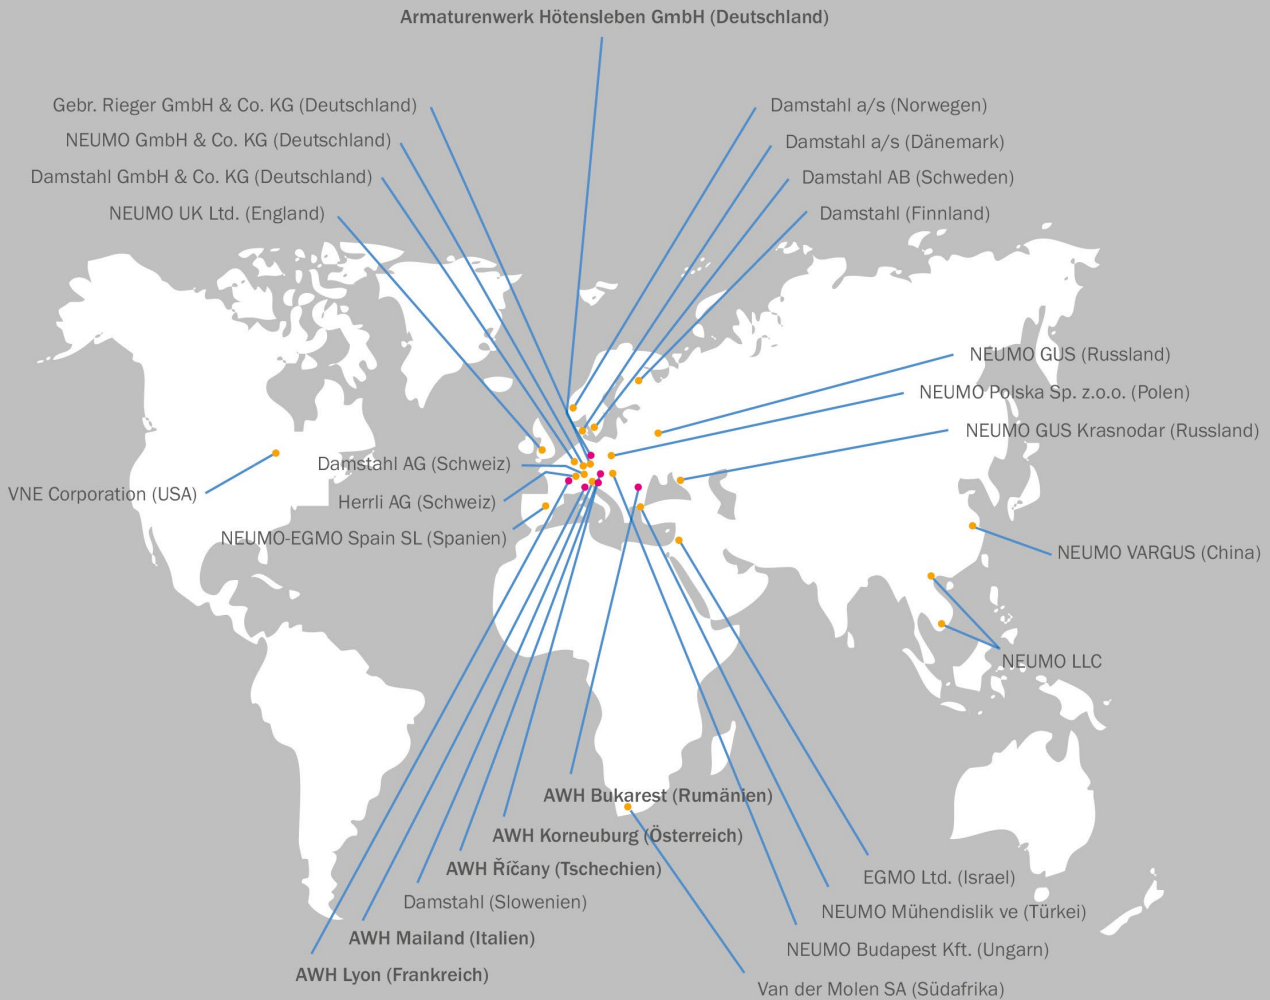 Armaturenwerk Hötensleben GmbH (Deutschland)
Gebr. Rieger GmbH & Co. KG (Deutschland)
NEUMO GmbH & Co. KG (Deutschland)
Damstahl GmbH & Co. KG (Deutschland)
NEUMO UK Ltd. (England)
Damstahl a/s (Norwegen)
Damstahl a/s (Dänemark)
Damstahl AB (Schweden)
Damstahl (Finnland)
NEUMO GUS (Russland)
NEUMO Polska Sp. z.o.o. (Polen)
NEUMO GUS Krasnodar (Russland)
Damstahl AG (Schweiz)
VNE Corporation (USA)
Herrli AG (Schweiz)
NEUMO-EGMO Spain SL (Spanien)
NEUMO VARGUS (China)
NEUMO LLC
AWH Bukarest (Rumänien)
AWH Korneuburg (Österreich)
AWH Říčany (Tschechien)
Damstahl (Slowenien)
AWH Mailand (Italien)
AWH Lyon (Frankreich)
EGMO Ltd. (Israel)
NEUMO Mühendislik ve (Türkei)
NEUMO Budapest Kft. (Ungarn)
Van der Molen SA (Südafrika)